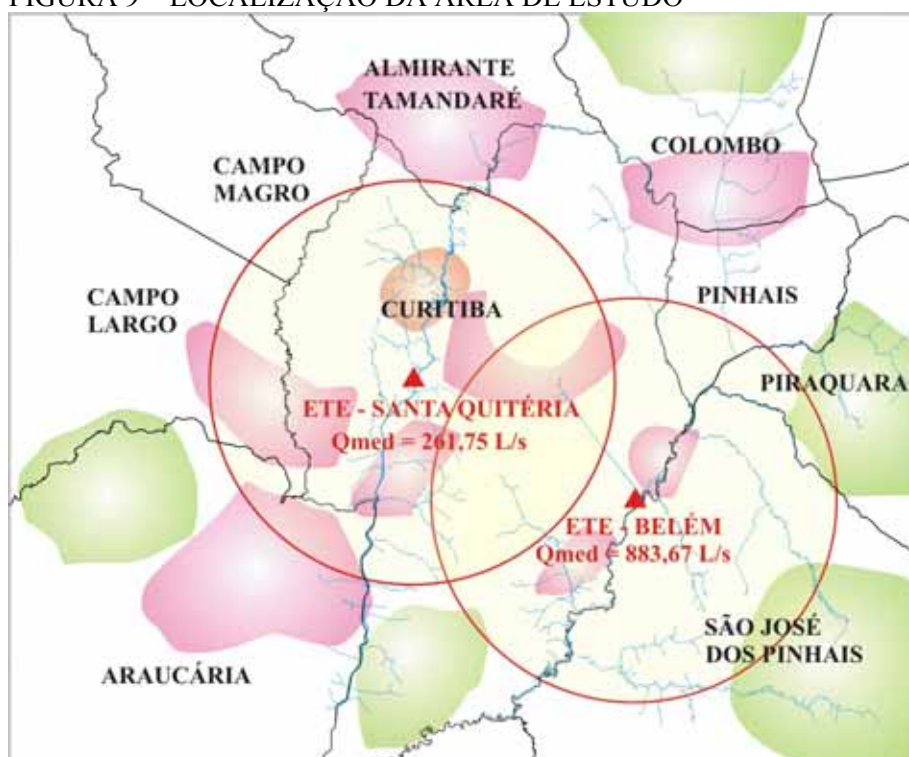 FIGURA 9 – LOCALIZAÇÃO DA ÁREA DE ESTUDO
ALMIRANTE
TAMANDARÉ
COLOMBO
CAMPO
MAGRO
CAMPO
LARGO
CURITIBA
PINHAIS
PIRAQUARA
ETE - SANTA QUITÉRIA
Qmed = 261,75 L/s
ETE - BELÉM
Qmed = 883,67 L/s
SÃO JOSÉ
DOS PINHAIS
ARAUCÁRIA